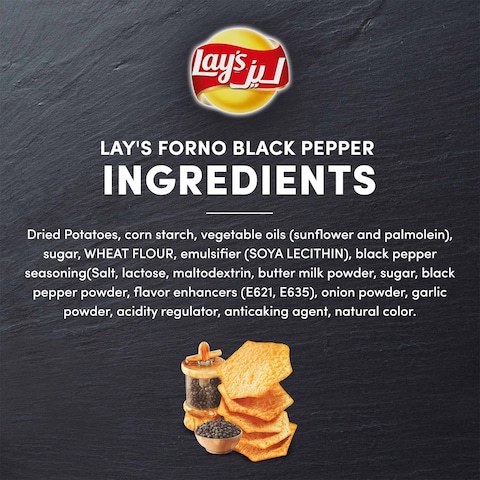 Lay's ليز
LAY'S FORNO BLACK PEPPER
INGREDIENTS
Dried Potatoes, corn starch, vegetable oils (sunflower and palmolein),
sugar, WHEAT FLOUR, emulsifier (SOYA LECITHIN), black pepper
seasoning(Salt, lactose, maltodextrin, butter milk powder, sugar, black
pepper powder, flavor enhancers (E621, E635), onion powder, garlic
powder, acidity regulator, anticaking agent, natural color.